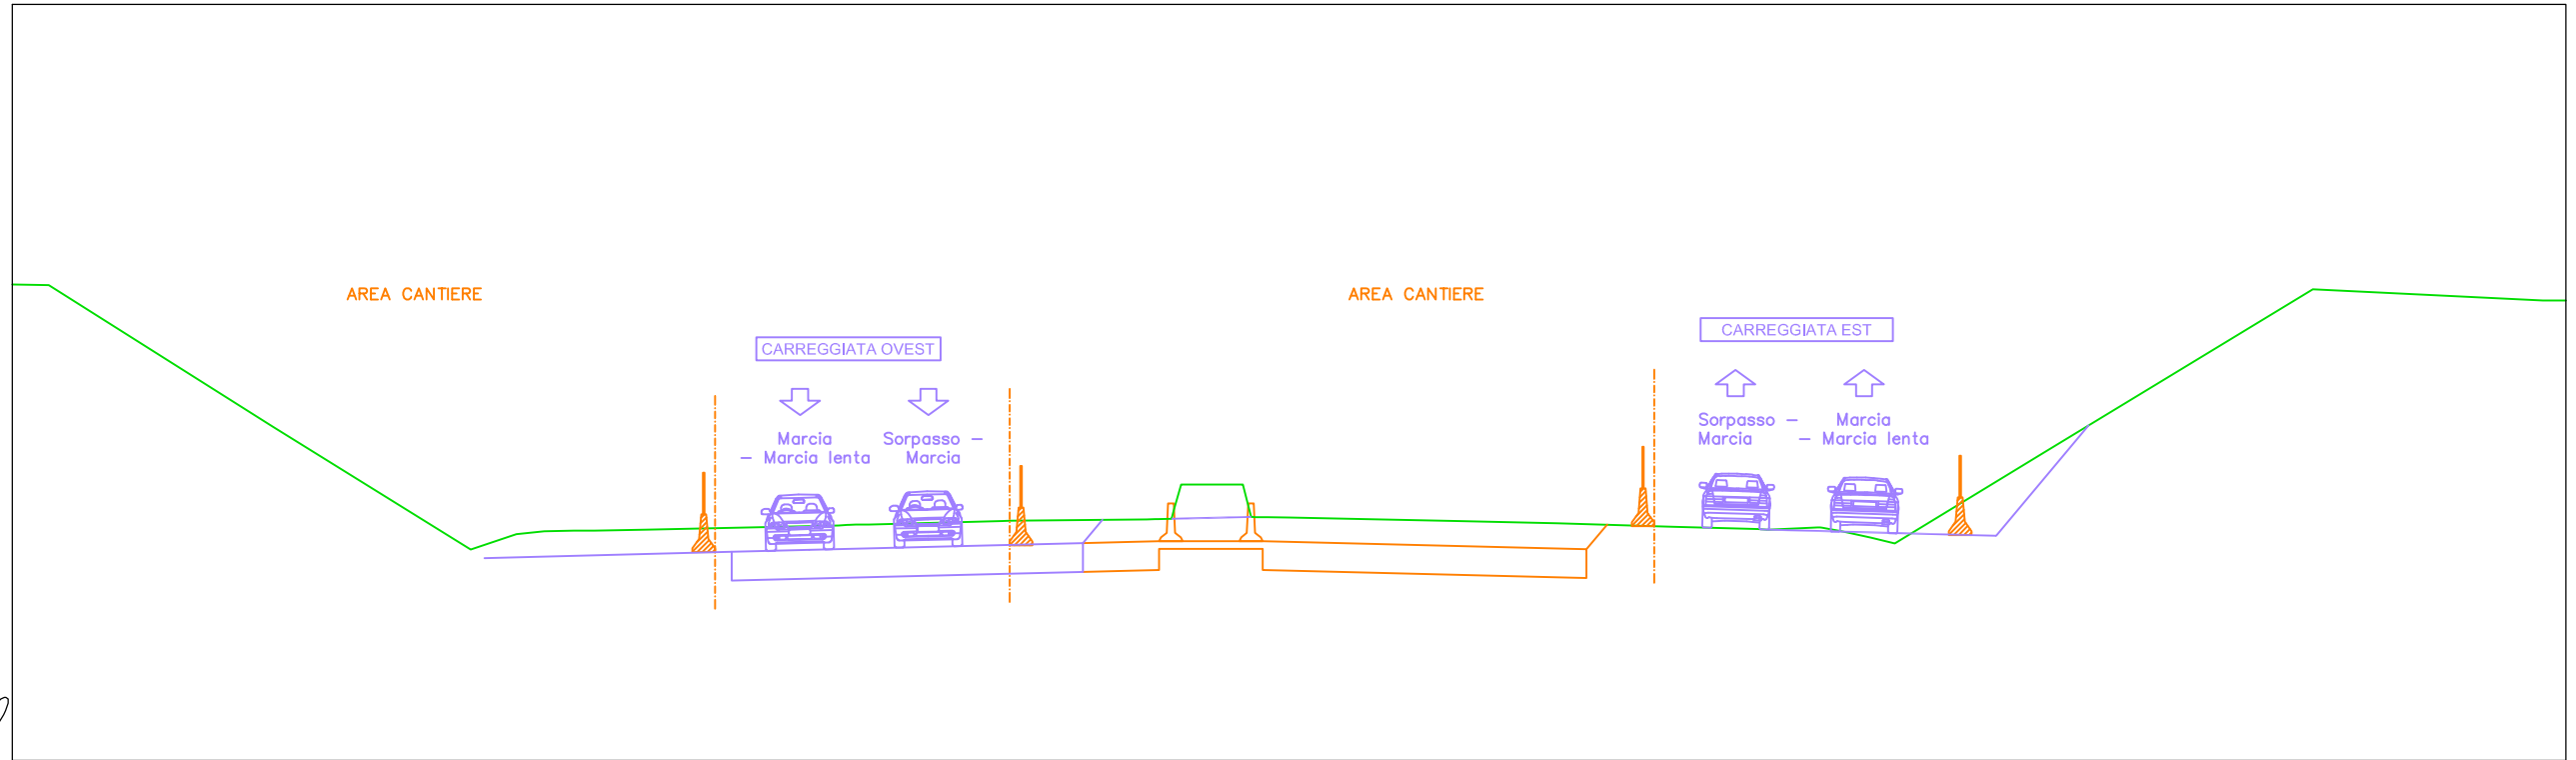 AREA CANTIERE
AREA CANTIERE
CARREGGIATA OVEST
CARREGGIATA EST
Marcia
- Marcia lenta
Sorpasso -
Marcia
Sorpasso -
Marcia
Marcia
- Marcia lenta